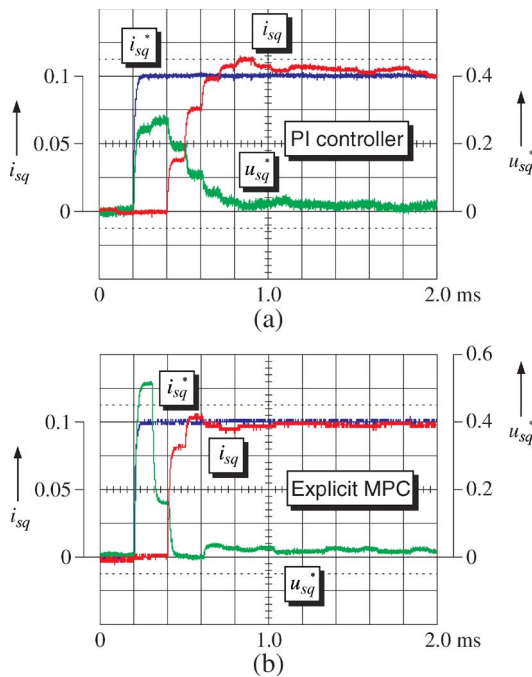 i_sq^*
i_sq
0.1
0.4
0.05
PI controller
0.2
i_sq
u_sq^*
u_sq^*
0
0
0
1.0
2.0 ms
(a)
0.6
i_sq^*
0.1
0.4
u_sq^*
i_sq
0.05
Explicit MPC
0.2
i_sq
0
0
u_sq^*
0
1.0
2.0 ms
(b)